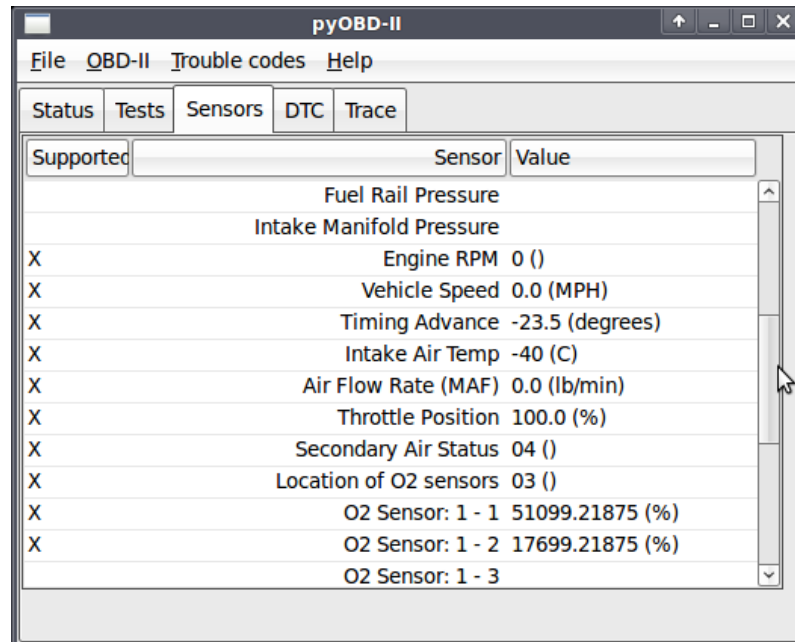 pyOBD-II
File OBD-II Trouble codes Help
Status Tests Sensors DTC Trace
Supported Sensor Value
Fuel Rail Pressure
Intake Manifold Pressure
X Engine RPM 0 ()
X Vehicle Speed 0.0 (MPH)
X Timing Advance -23.5 (degrees)
X Intake Air Temp -40 (C)
X Air Flow Rate (MAF) 0.0 (lb/min)
X Throttle Position 100.0 (%)
X Secondary Air Status 04 ()
X Location of O2 sensors 03 ()
X O2 Sensor: 1 - 1 51099.21875 (%)
X O2 Sensor: 1 - 2 17699.21875 (%)
O2 Sensor: 1 - 3